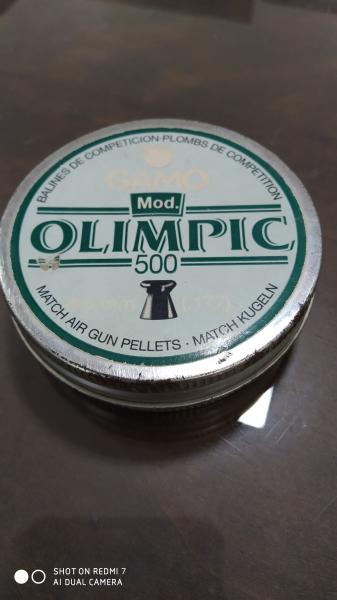 BALINES DE COMPETICION·PLOMBS DE COMPETITION
GAMO
Mod.
OLIMPIC
500
(.177)
MATCH AIR GUN PELLETS · MATCH KUGELN
SHOT ON REDMI 7
AI DUAL CAMERA